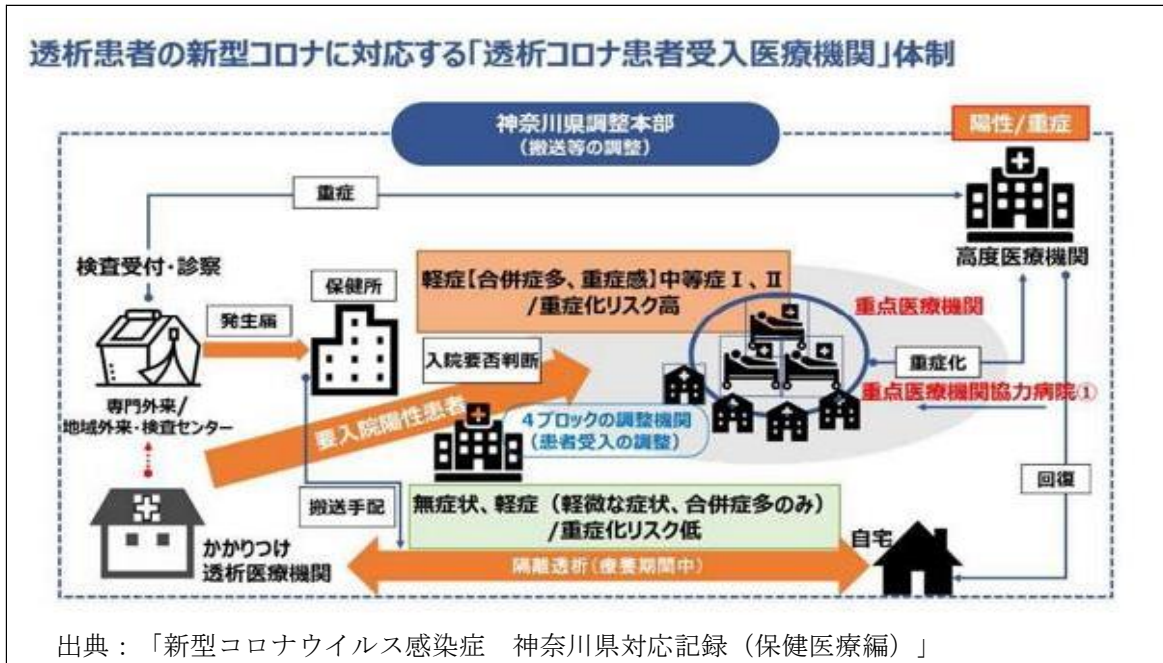 透析患者の新型コロナに対応する「透析コロナ患者受入医療機関」体制
神奈川県調整本部
(搬送等の調整)
陽性/重症
重症
高度医療機関
検査受付・診察
保健所
発生届
軽症【合併症多、重症感】中等症Ⅰ、Ⅱ
/重症化リスク高
重点医療機関
入院要否判断
重症化
重点医療機関協力病院①
専門外来/
地域外来・検査センター
要入院陽性患者
4ブロックの調整機関
(患者受入の調整)
回復
搬送手配
無症状、軽症（軽微な症状、合併症多のみ）
/重症化リスク低
自宅
かかりつけ
透析医療機関
隔離透析(療養期間中)
出典：「新型コロナウイルス感染症　神奈川県対応記録（保健医療編）」